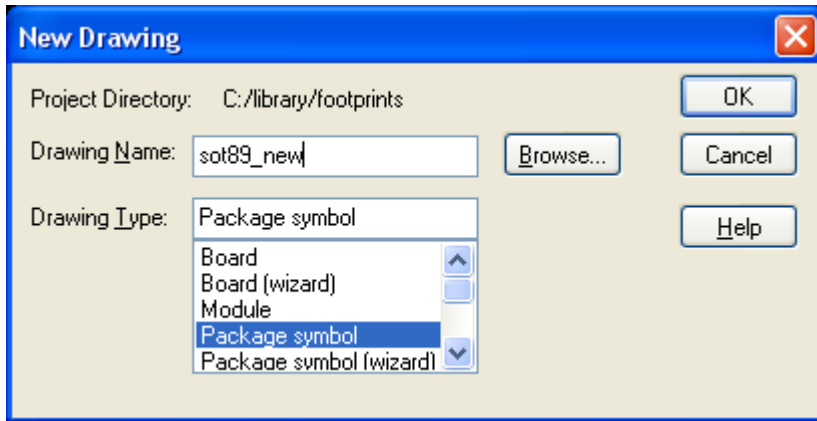 New Drawing
Project Directory: C:/library/footprints
OK
Drawing Name: sot89_new
Browse...
Cancel
Drawing Type: Package symbol
Help
Board
Board (wizard)
Module
Package symbol
Package symbol (wizard)